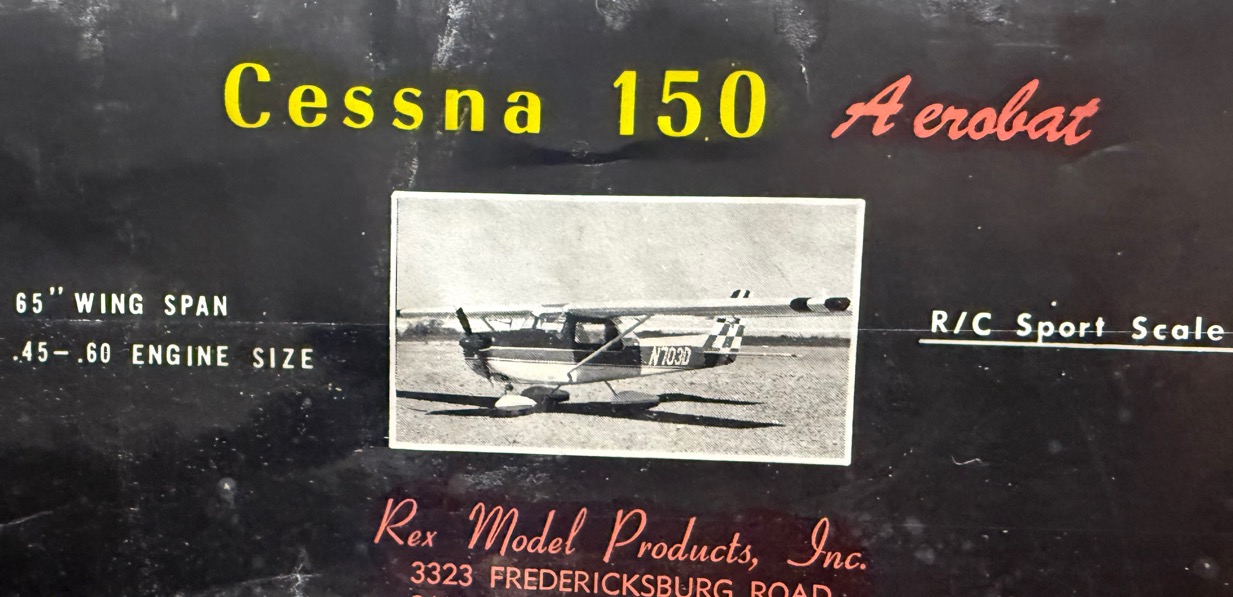 Cessna 150 Aerobat
65" WING SPAN
.45-.60 ENGINE SIZE
N703D
R/C Sport Scale
Rex Model Products, Inc.
3323 FREDERICKSBURG ROAD